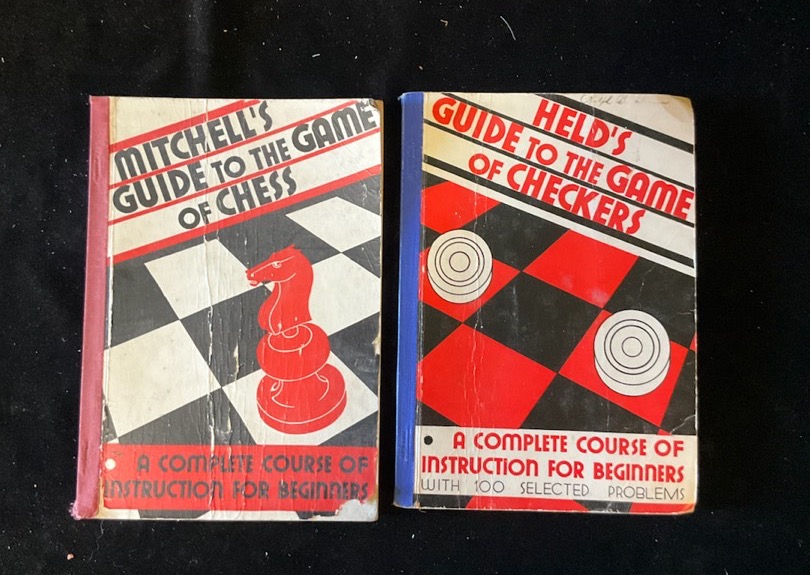 MITCHELL'S
GUIDE TO THE GAME
OF CHESS
A COMPLETE COURSE OF
INSTRUCTION FOR BEGINNERS
HELD'S
GUIDE TO THE GAME
OF CHECKERS
A COMPLETE COURSE OF
INSTRUCTION FOR BEGINNERS
WITH 100 SELECTED PROBLEMS